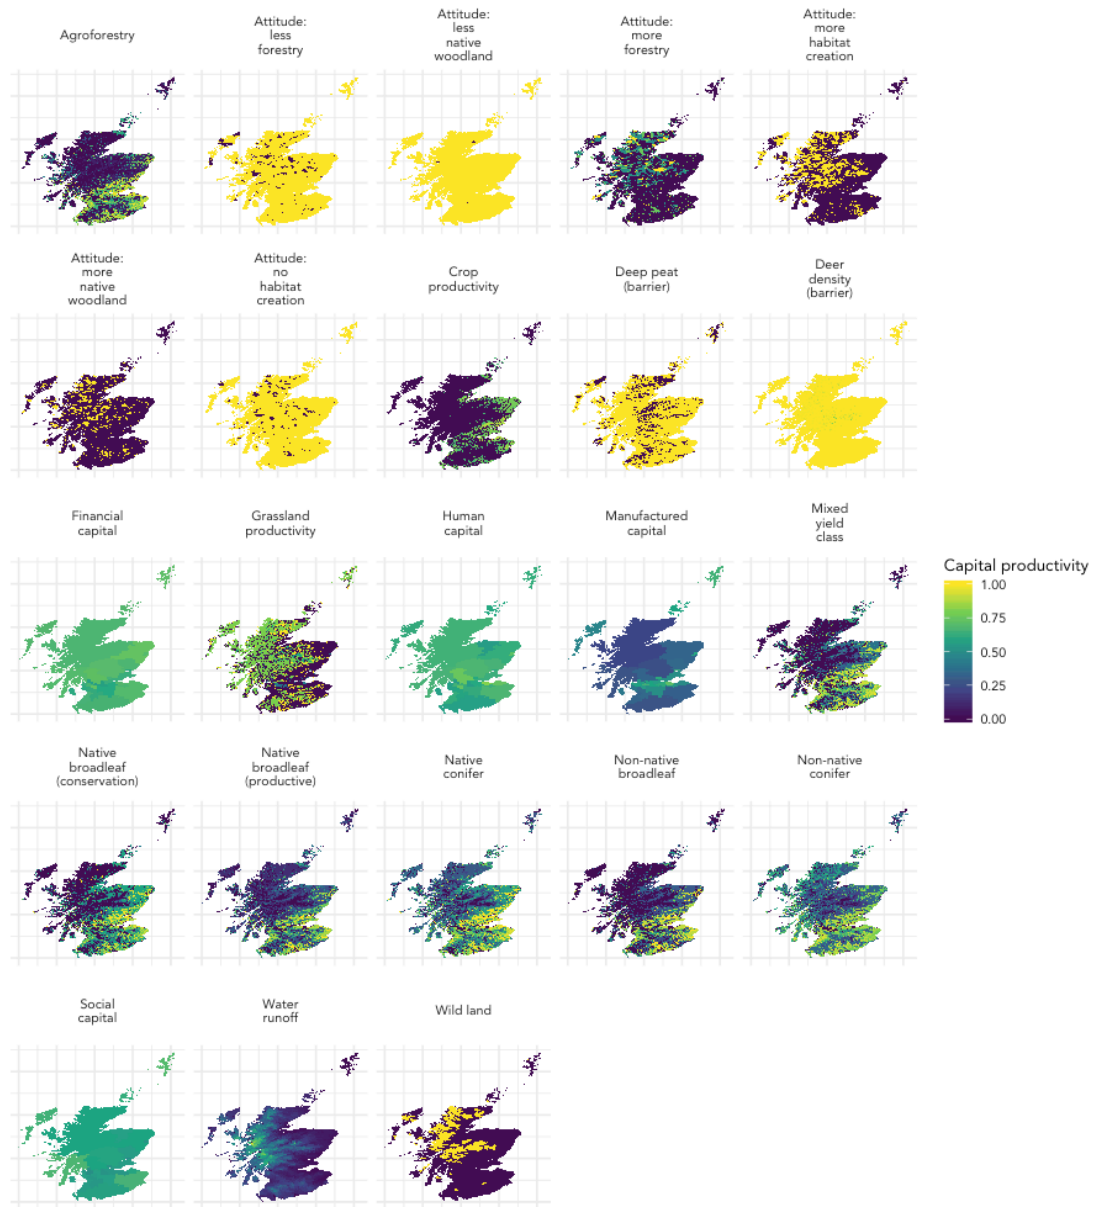 Agroforestry
Attitude:
less
forestry
Attitude:
less
native
woodland
Attitude:
more
forestry
Attitude:
more
habitat
creation
Attitude:
more
native
woodland
Attitude:
no
habitat
creation
Crop
productivity
Deep peat
(barrier)
Deer
density
(barrier)
Financial
capital
Grassland
productivity
Human
capital
Manufactured
capital
Mixed
yield
class
Capital productivity
1.00
0.75
0.50
0.25
0.00
Native
broadleaf
(conservation)
Native
broadleaf
(productive)
Native
conifer
Non-native
broadleaf
Non-native
conifer
Social
capital
Water
runoff
Wild land